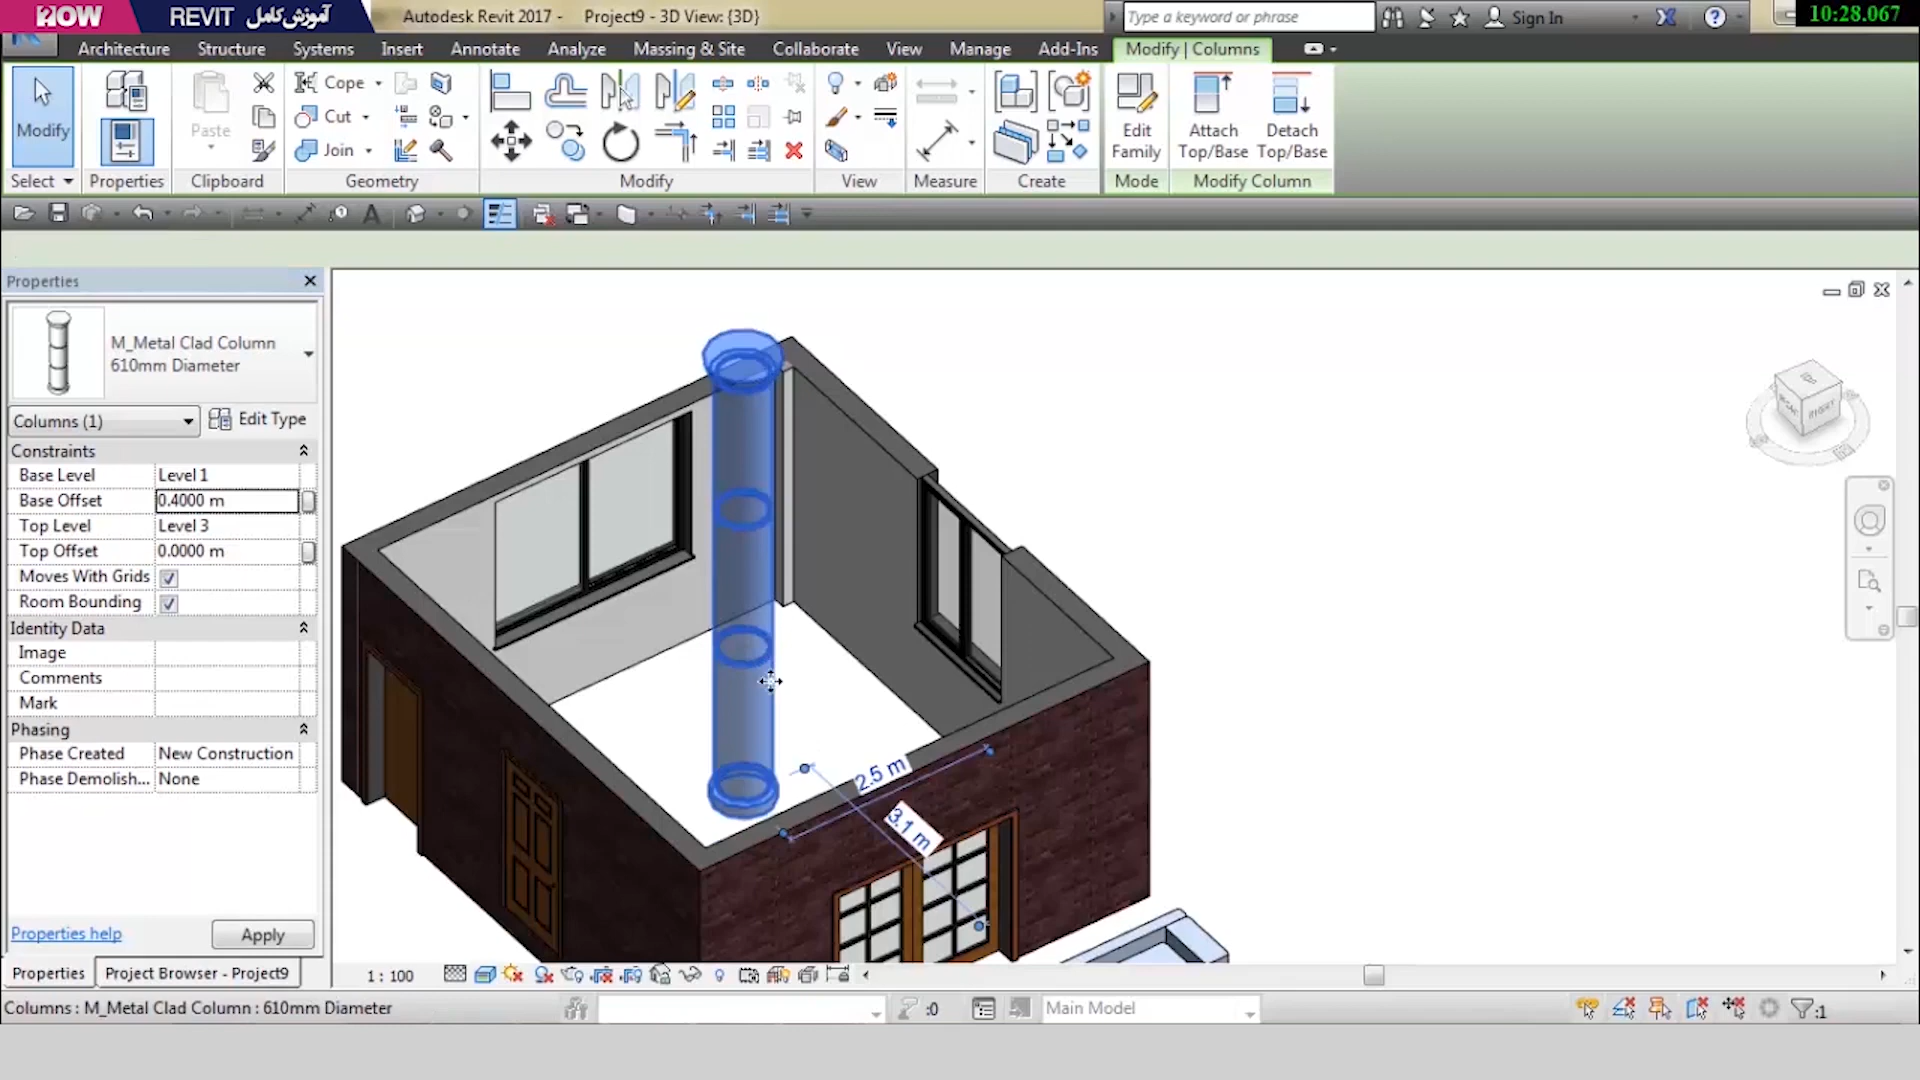 2OW
REVIT آموزش کامل
Autodesk Revit 2017 - Project9 - 3D View: {3D}
Type a keyword or phrase
Sign In
10:28.067
Architecture Structure Systems Insert Annotate Analyze Massing & Site Collaborate View Manage Add-Ins Modify | Columns
Modify
Paste
Cope
Cut
Join
Edit Family
Attach Top/Base
Detach Top/Base
Select Properties Clipboard Geometry Modify View Measure Create Mode Modify Column
Properties
M_Metal Clad Column
610mm Diameter
Columns (1) Edit Type
Constraints
Base Level Level 1
Base Offset 0.4000 m
Top Level Level 3
Top Offset 0.0000 m
Moves With Grids
Room Bounding
Identity Data
Image
Comments
Mark
Phasing
Phase Created New Construction
Phase Demolish... None
Properties help Apply
Properties Project Browser - Project9
RIGHT
2.5 m
3.1 m
1 : 100
Columns : M_Metal Clad Column : 610mm Diameter
:0
Main Model
:1